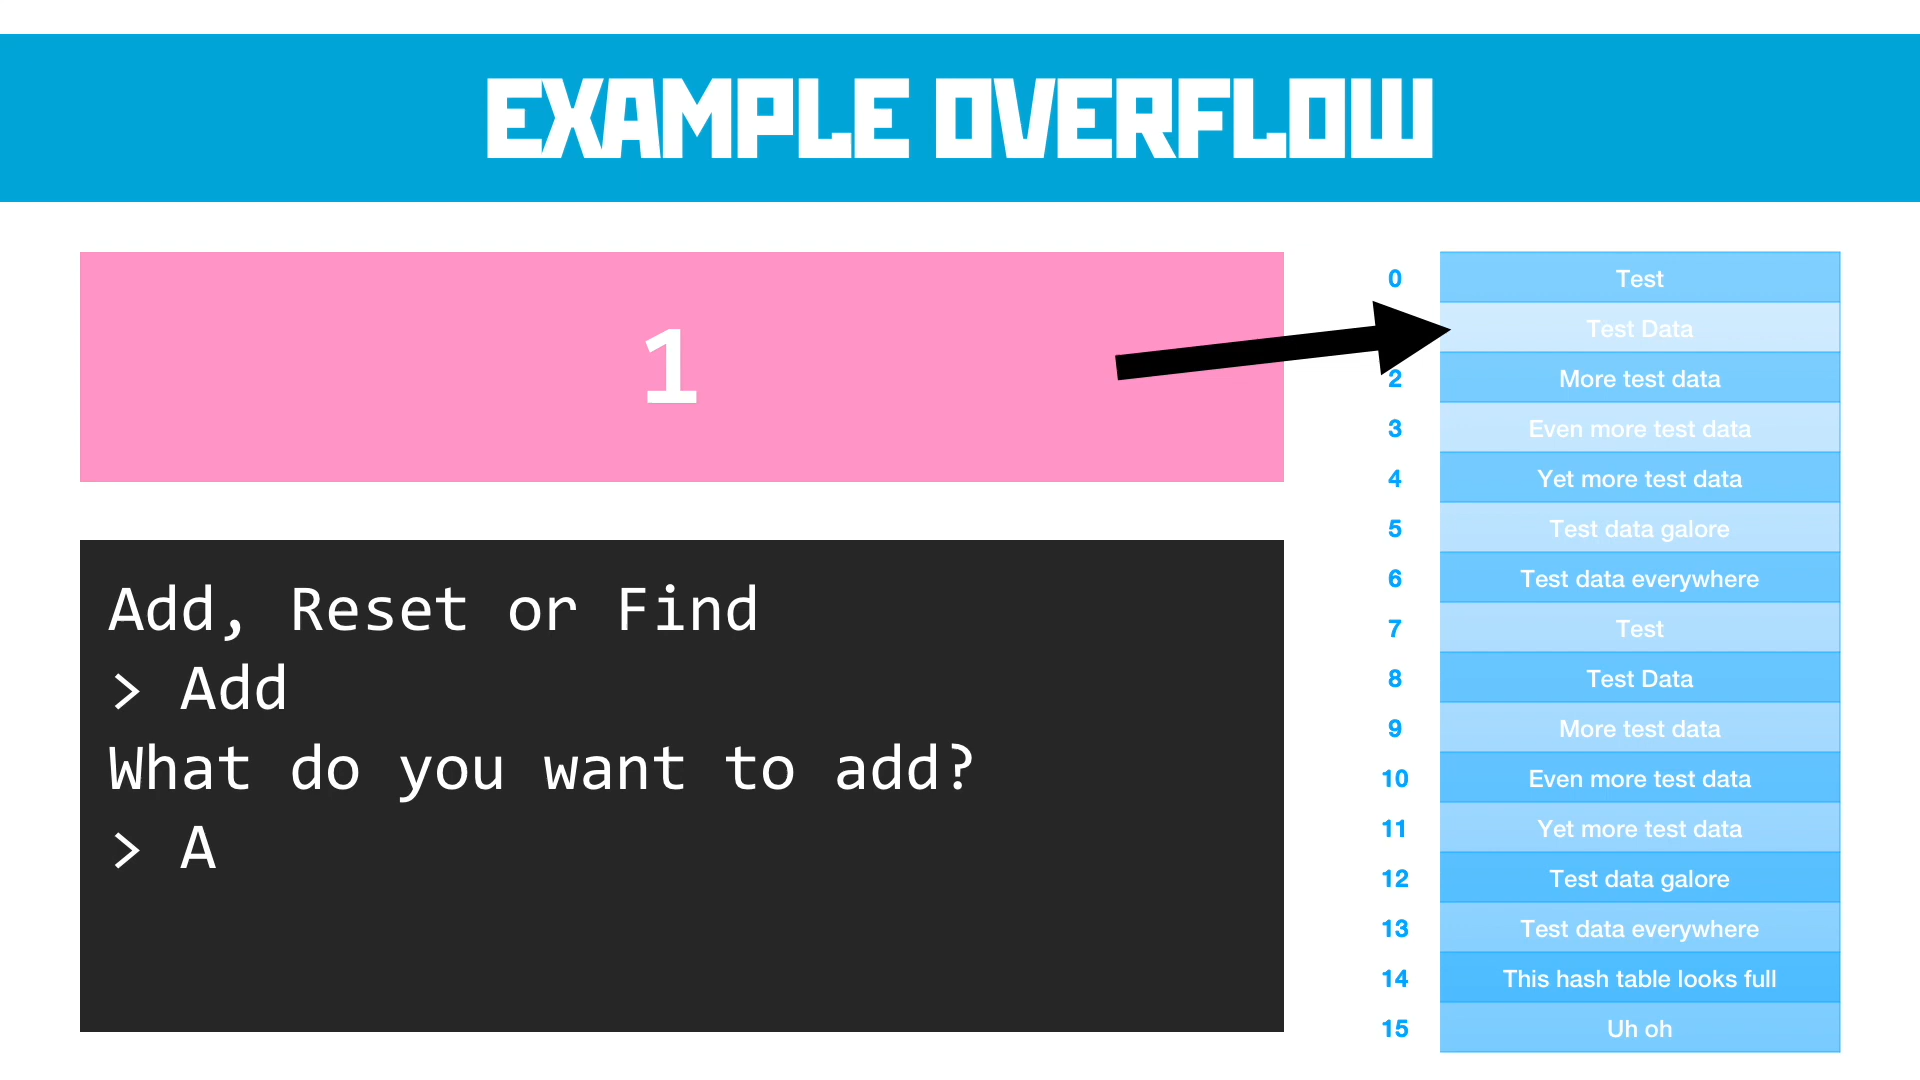 EXAMPLE OVERFLOW
1
Add, Reset or Find
> Add
What do you want to add?
> A
0 Test
Test Data
2 More test data
3 Even more test data
4 Yet more test data
5 Test data galore
6 Test data everywhere
7 Test
8 Test Data
9 More test data
10 Even more test data
11 Yet more test data
12 Test data galore
13 Test data everywhere
14 This hash table looks full
15 Uh oh